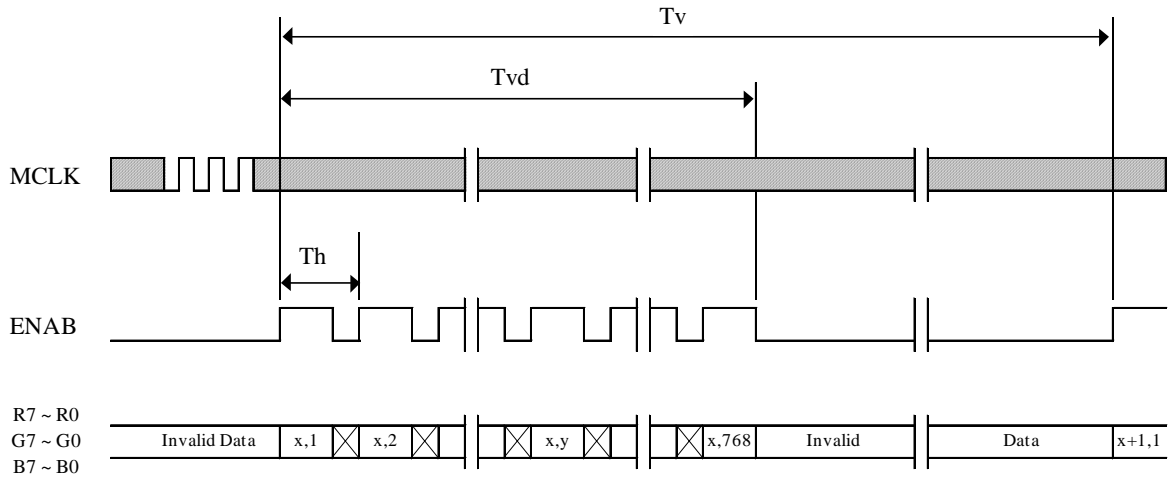 Tv
Tvd
MCLK
Th
ENAB
R7 ~ R0
G7 ~ G0
B7 ~ B0
Invalid Data x,1 x,2 x,y x,768 Invalid Data x+1,1